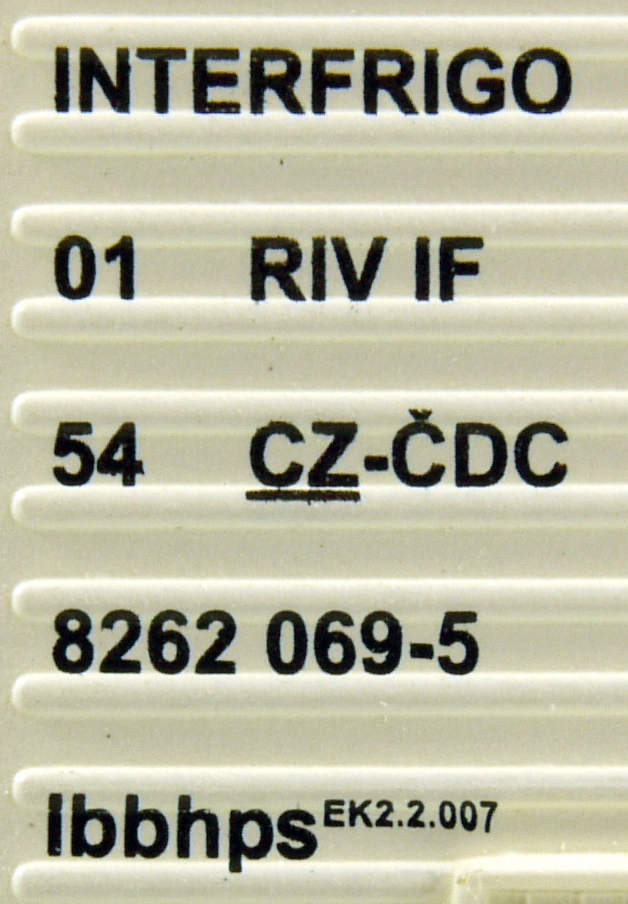 INTERFRIGO
01 RIV IF
54 CZ-ČDC
8262 069-5
Ibbhps EK2.2.007